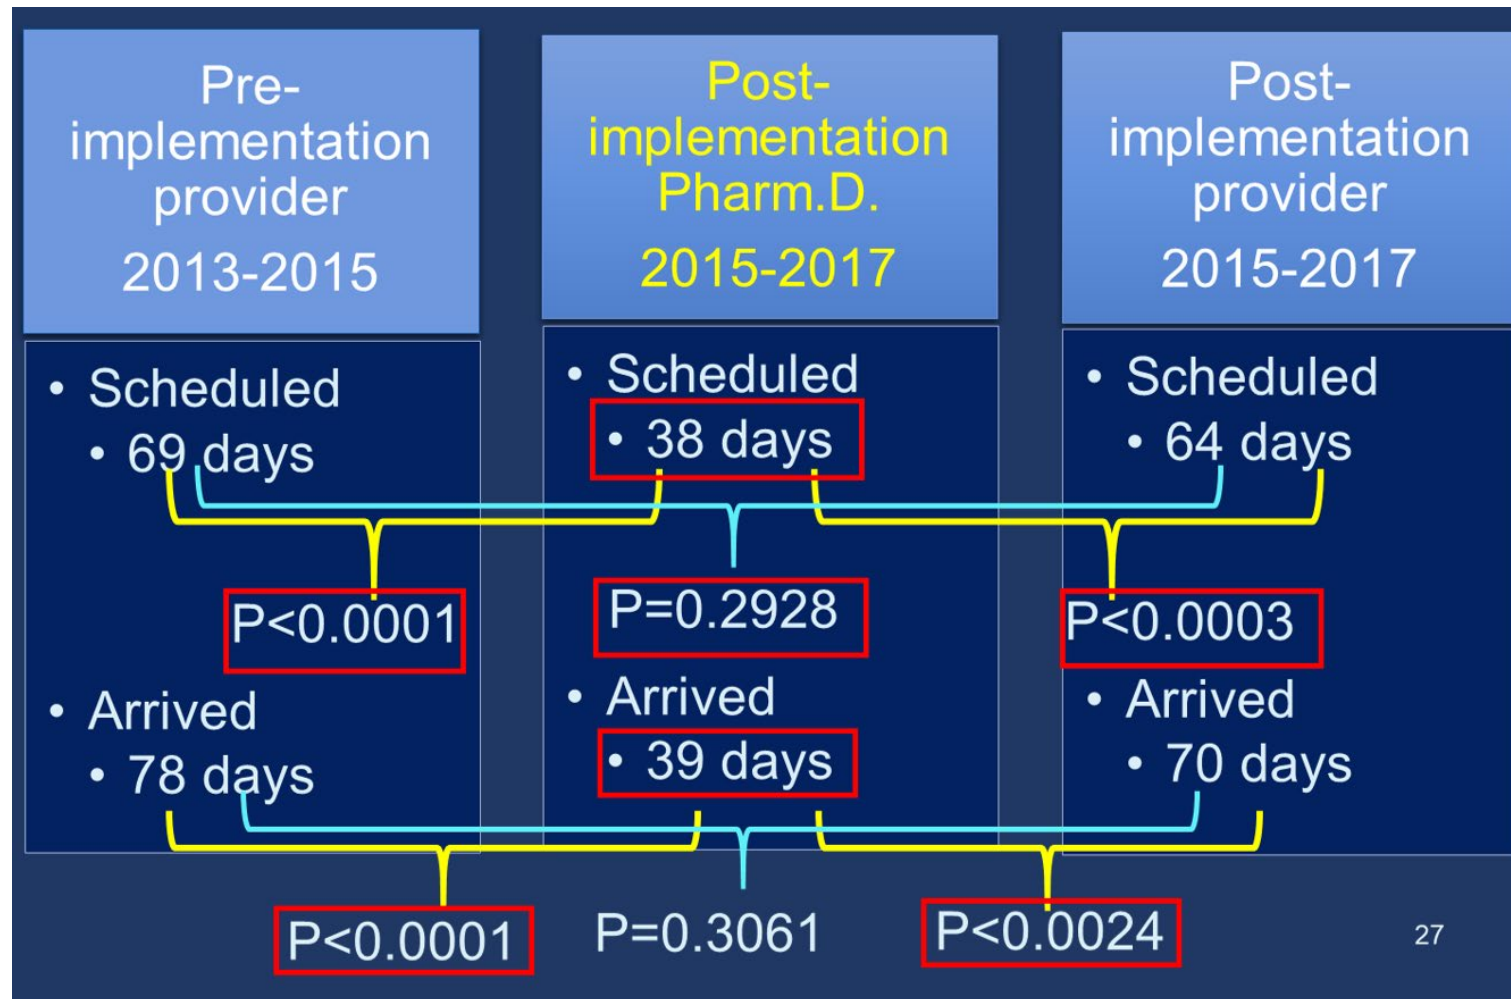 Pre-
implementation
provider
2013-2015
Post-
implementation
Pharm.D.
2015-2017
Post-
implementation
provider
2015-2017
• Scheduled
• 69 days
P<0.0001
• Arrived
• 78 days
• Scheduled
• 38 days
P=0.2928
• Arrived
• 39 days
• Scheduled
• 64 days
P<0.0003
• Arrived
• 70 days
P<0.0001
P=0.3061
P<0.0024
27